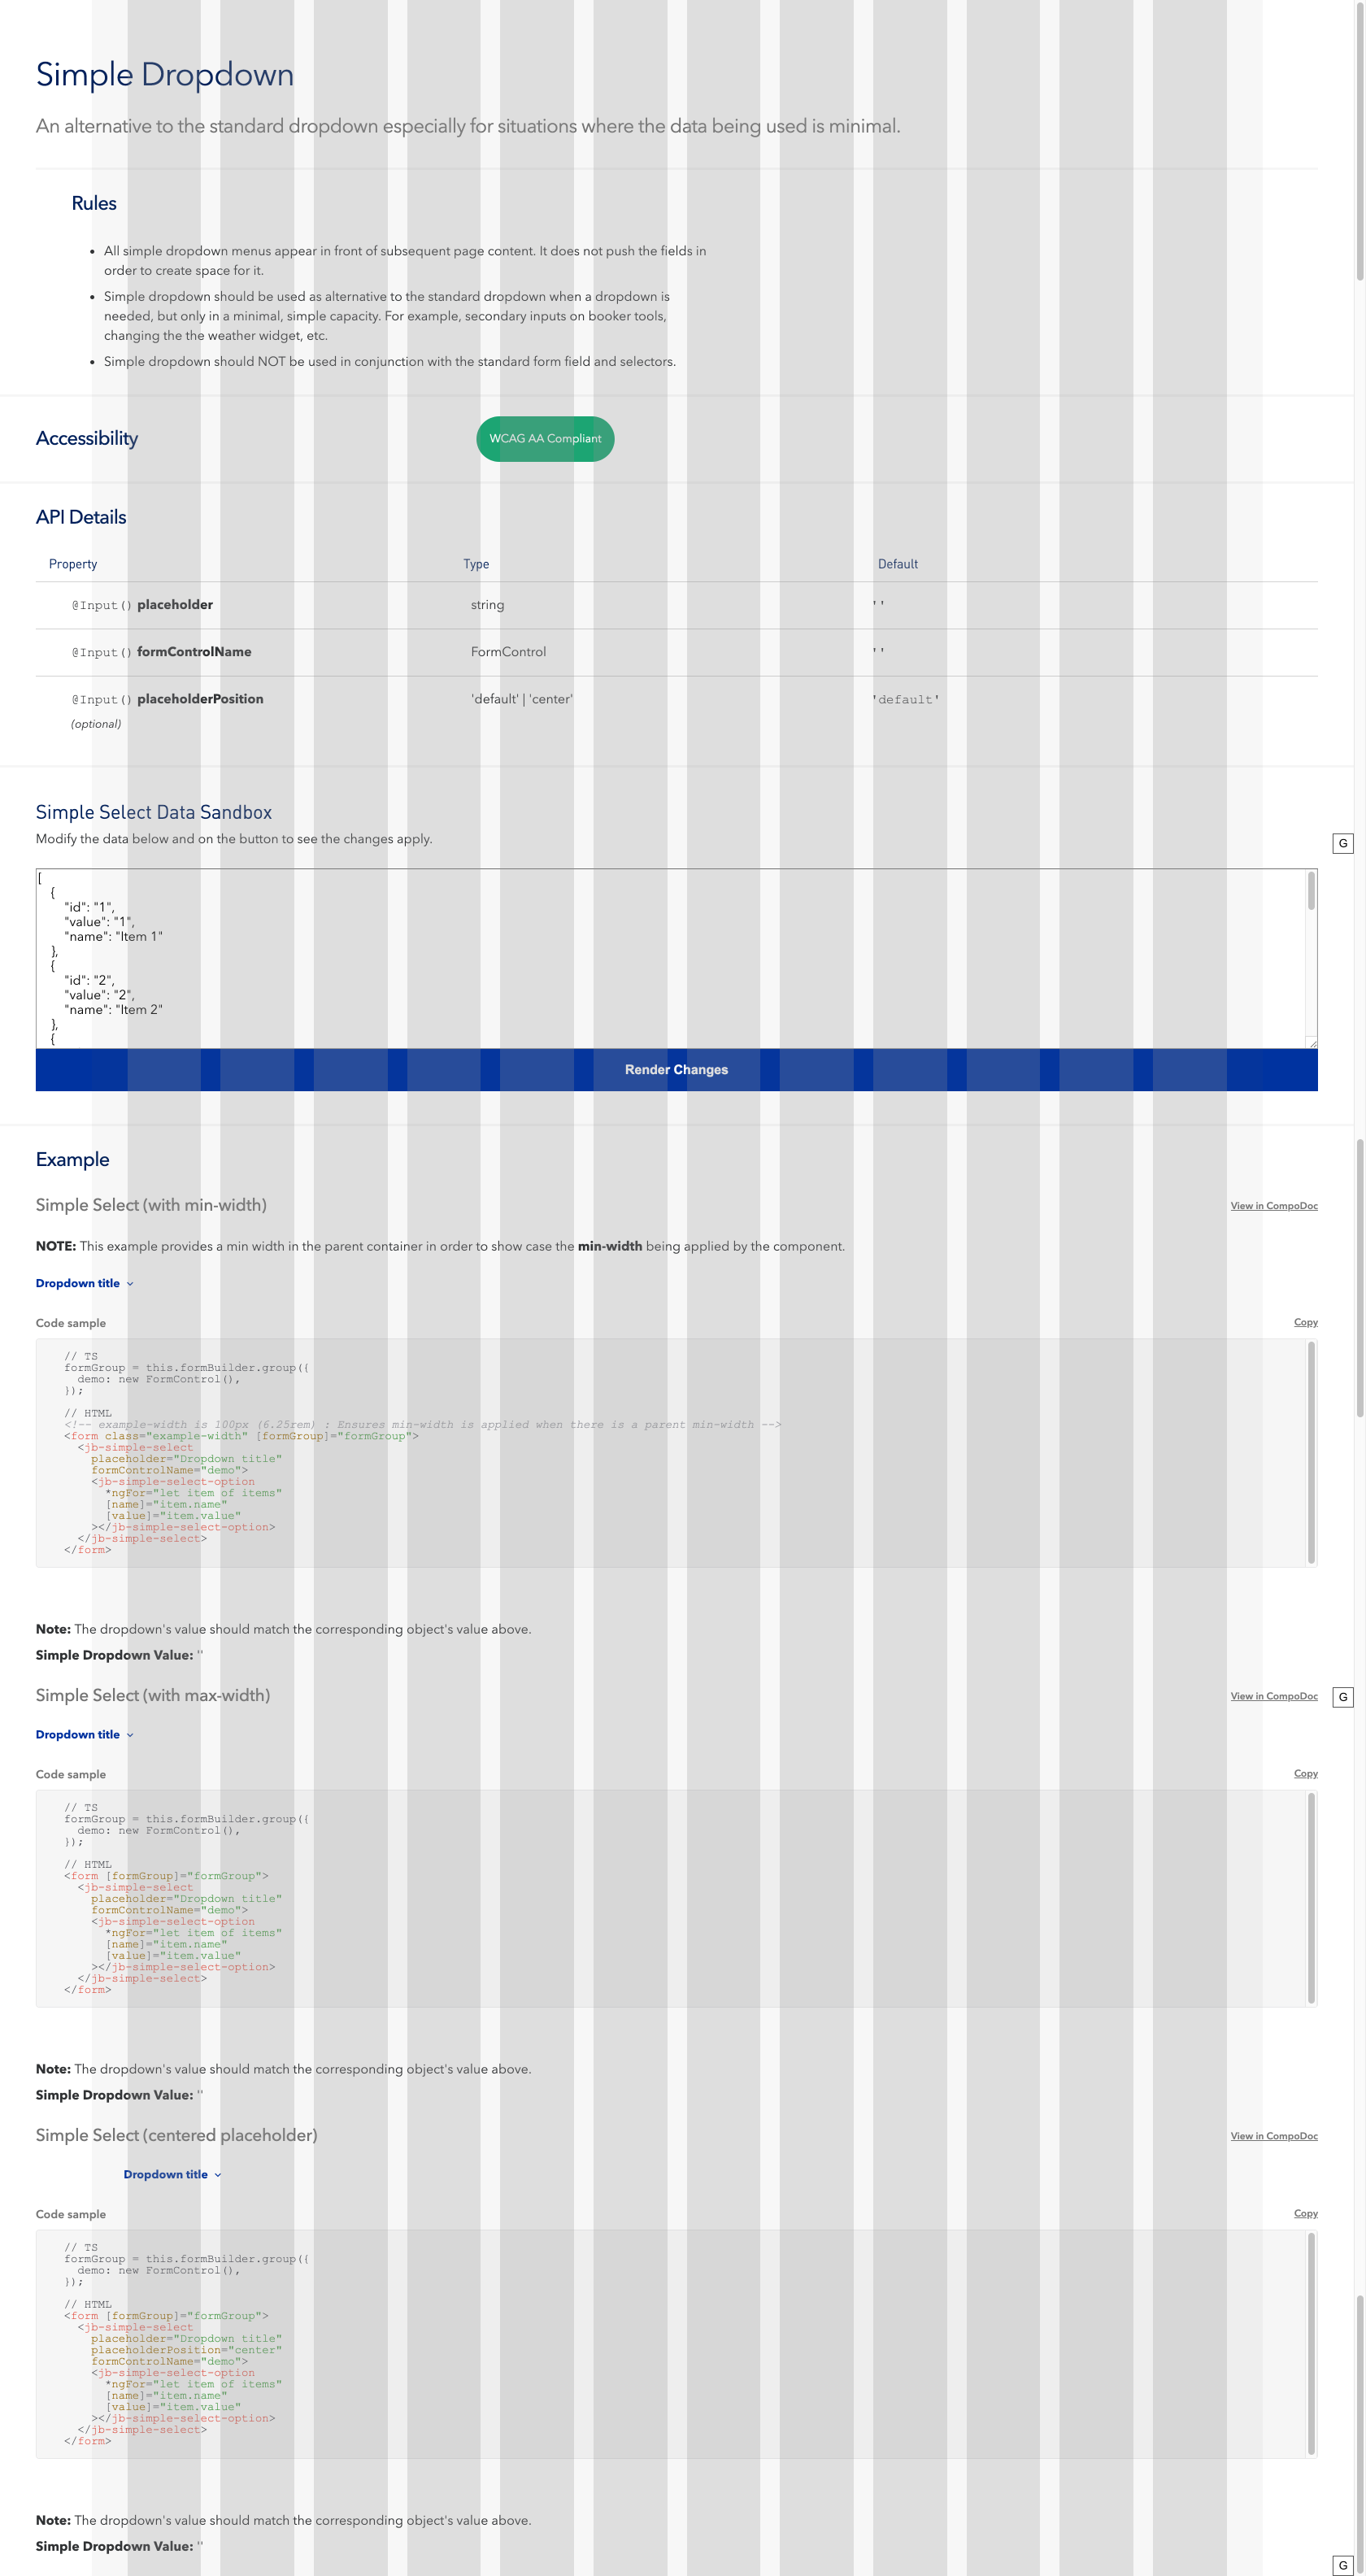 Simple Dropdown
An alternative to the standard dropdown especially for situations where the data being used is minimal.
Rules
• All simple dropdown menus appear in front of subsequent page content. It does not push the fields in
order to create space for it.
• Simple dropdown should be used as alternative to the standard dropdown when a dropdown is
needed, but only in a minimal, simple capacity. For example, secondary inputs on booker tools,
changing the the weather widget, etc.
• Simple dropdown should NOT be used in conjunction with the standard form field and selectors.
Accessibility WCAG AA Compliant
API Details
Property Type Default
@Input() placeholder string ''
@Input() formControlName FormControl ''
@Input() placeholderPosition 'default' | 'center' 'default'
(optional)
Simple Select Data Sandbox
Modify the data below and on the button to see the changes apply.
G
[
{
"id": "1",
"value": "1",
"name": "Item 1"
},
{
"id": "2",
"value": "2",
"name": "Item 2"
},
{
Render Changes
Example
Simple Select (with min-width) View in CompoDoc
NOTE: This example provides a min width in the parent container in order to show case the min-width being applied by the component.
Dropdown title
Code sample Copy
// TS
formGroup = this.formBuilder.group({
demo: new FormControl(),
});
// HTML
<!-- example-width is 100px (6.25rem) : Ensures min-width is applied when there is a parent min-width -->
<form class="example-width" [formGroup]="formGroup">
<jb-simple-select
placeholder="Dropdown title"
formControlName="demo">
<jb-simple-select-option
*ngFor="let item of items"
[name]="item.name"
[value]="item.value"
></jb-simple-select-option>
</jb-simple-select>
</form>
Note: The dropdown's value should match the corresponding object's value above.
Simple Dropdown Value: ''
Simple Select (with max-width) View in CompoDoc G
Dropdown title
Code sample Copy
// TS
formGroup = this.formBuilder.group({
demo: new FormControl(),
});
// HTML
<form [formGroup]="formGroup">
<jb-simple-select
placeholder="Dropdown title"
formControlName="demo">
<jb-simple-select-option
*ngFor="let item of items"
[name]="item.name"
[value]="item.value"
></jb-simple-select-option>
</jb-simple-select>
</form>
Note: The dropdown's value should match the corresponding object's value above.
Simple Dropdown Value: ''
Simple Select (centered placeholder) View in CompoDoc
Dropdown title
Code sample Copy
// TS
formGroup = this.formBuilder.group({
demo: new FormControl(),
});
// HTML
<form [formGroup]="formGroup">
<jb-simple-select
placeholder="Dropdown title"
placeholderPosition="center"
formControlName="demo">
<jb-simple-select-option
*ngFor="let item of items"
[name]="item.name"
[value]="item.value"
></jb-simple-select-option>
</jb-simple-select>
</form>
Note: The dropdown's value should match the corresponding object's value above.
Simple Dropdown Value: ''
G